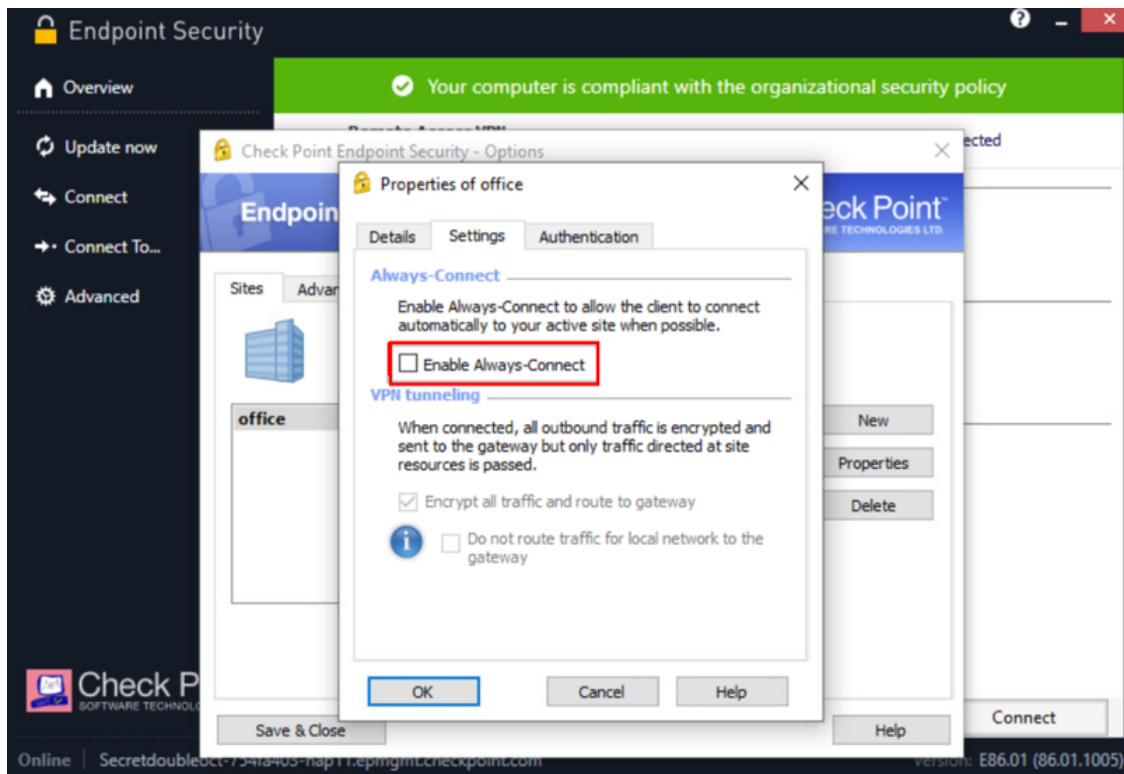 Endpoint Security
?
Overview
Your computer is compliant with the organizational security policy
Update now
Connect
Connect To...
Advanced
Check Point Endpoint Security - Options
Properties of office
Details Settings Authentication
Always-Connect
Enable Always-Connect to allow the client to connect
automatically to your active site when possible.
Enable Always-Connect
VPN tunneling
When connected, all outbound traffic is encrypted and
sent to the gateway but only traffic directed at site
resources is passed.
Encrypt all traffic and route to gateway
i
Do not route traffic for local network to the
gateway
OK Cancel Help
Endpoin
eck Point
RE TECHNOLOGIES LTD.
Sites Advan
office
New
Properties
Delete
Save & Close Help
ected
Check P
SOFTWARE TECHNOLO
Connect
Online
E86.01 (86.01.1005)